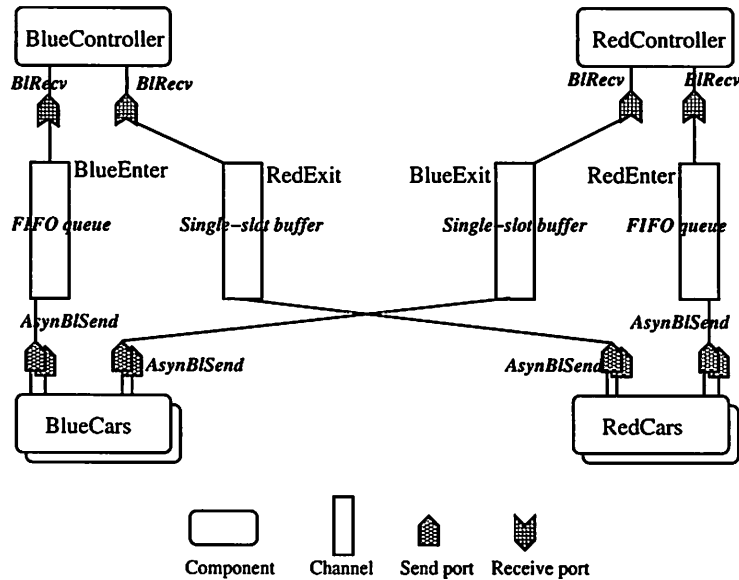 BlueController
RedController
BlRecv
BlRecv
BlRecv
BlRecv
BlueEnter
RedExit
BlueExit
RedEnter
FIFO queue
Single-slot buffer
Single-slot buffer
FIFO queue
AsynBlSend
AsynBlSend
AsynBlSend
AsynBlSend
BlueCars
RedCars
Component
Channel
Send port
Receive port